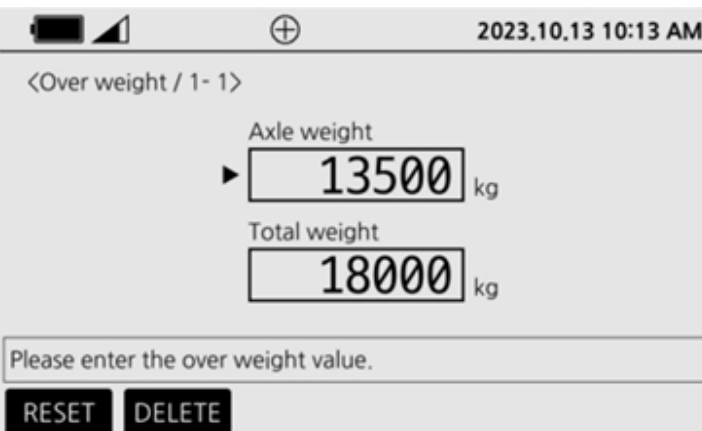 2023.10.13 10:13 AM
<Over weight / 1- 1>
Axle weight
13500 kg
Total weight
18000 kg
Please enter the over weight value.
RESET DELETE